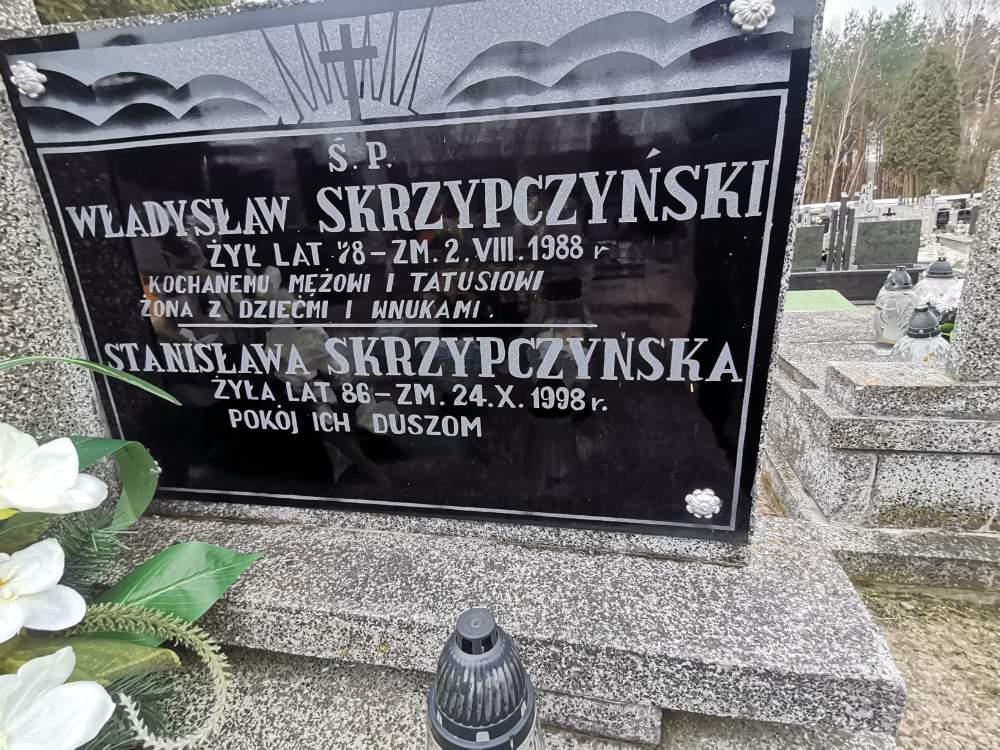 Ś. P.
WŁADYSŁAW SKRZYPCZYŃSKI
ŻYŁ LAT 78 – ZM. 2. VIII. 1988 r
KOCHANEMU MĘŻOWI I TATUSIOWI
ŻONA Z DZIEĆMI I WNUKAMI.
STANISŁAWA SKRZYPCZYŃSKA
ŻYŁA LAT 86 – ZM. 24. X. 1998 r.
POKÓJ ICH DUSZOM